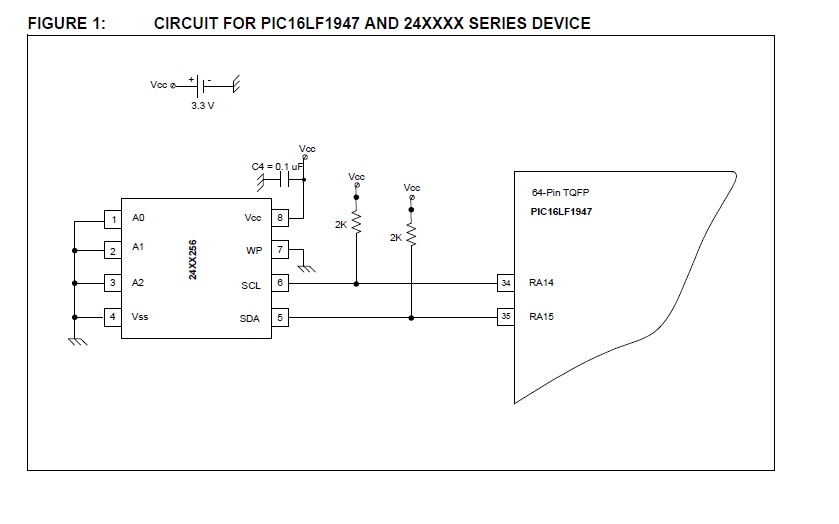 FIGURE 1: CIRCUIT FOR PIC16LF1947 AND 24XXXX SERIES DEVICE
Vcc + -
3.3 V
Vcc
C4 = 0.1 uF
Vcc
Vcc
64-Pin TQFP
PIC16LF1947
1 A0 Vcc 8
2K
2K
2 A1 WP 7
24XX256
3 A2 SCL 6
34 RA14
4 Vss SDA 5
35 RA15